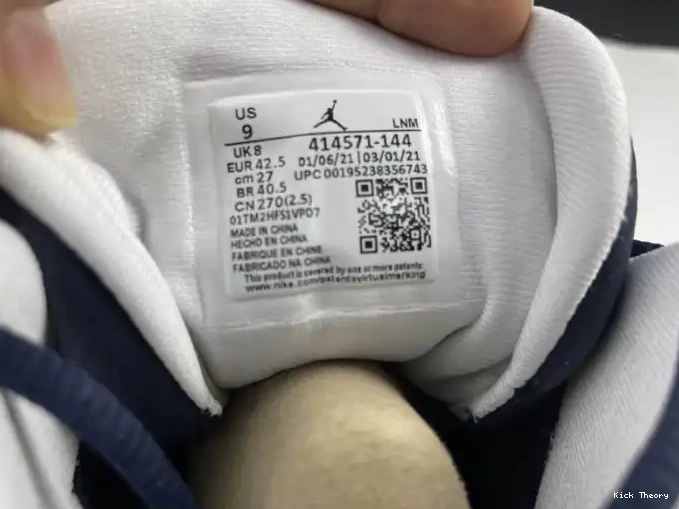 US
9
LNM
UK 8
414571-144
EUR 42.5
01/06/21 | 03/01/21
cm 27
UPC 00195238356743
BR 40.5
CN 270(2.5)
01TM2HFS1VPD7
MADE IN CHINA
HECHO EN CHINA
FABRIQUE EN CHINE
FABRICADO NA CHINA
This product is covered by one or more patents:
www.nike.com/patentsvirtualmarking
Kick Theory